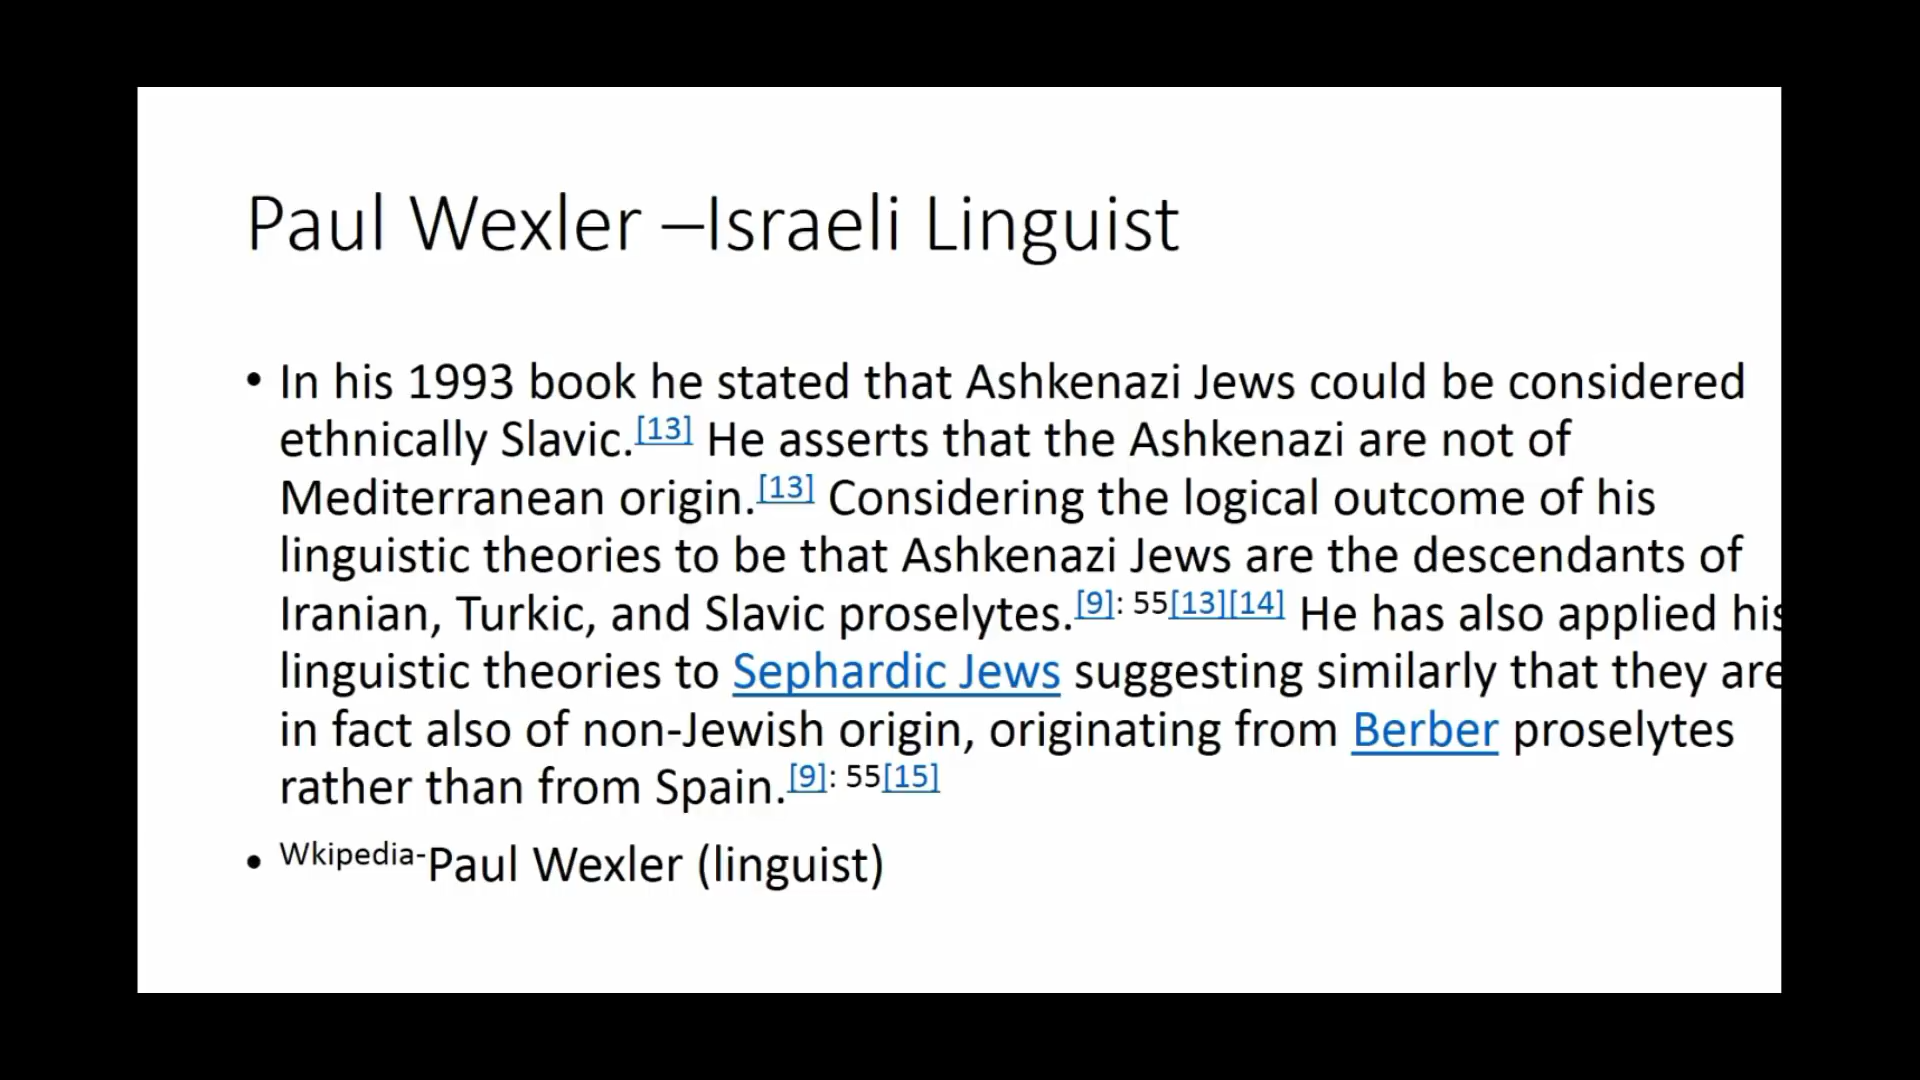 Paul Wexler –Israeli Linguist
• In his 1993 book he stated that Ashkenazi Jews could be considered
ethnically Slavic.[13] He asserts that the Ashkenazi are not of
Mediterranean origin.[13] Considering the logical outcome of his
linguistic theories to be that Ashkenazi Jews are the descendants of
Iranian, Turkic, and Slavic proselytes.[9]: 55[13][14] He has also applied his
linguistic theories to Sephardic Jews suggesting similarly that they are
in fact also of non-Jewish origin, originating from Berber proselytes
rather than from Spain.[9]: 55[15]
• Wkipedia-Paul Wexler (linguist)